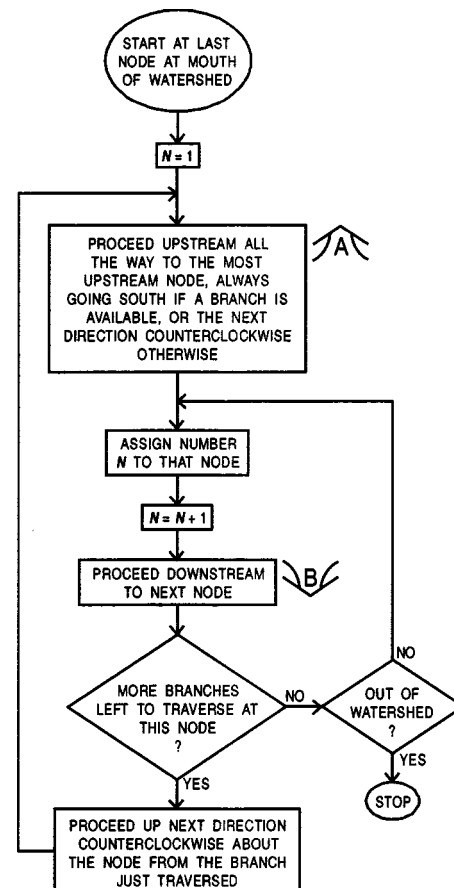 START AT LAST
NODE AT MOUTH
OF WATERSHED
N = 1
PROCEED UPSTREAM ALL
THE WAY TO THE MOST
UPSTREAM NODE, ALWAYS
GOING SOUTH IF A BRANCH IS
AVAILABLE, OR THE NEXT
DIRECTION COUNTERCLOCKWISE
OTHERWISE
A
ASSIGN NUMBER
N TO THAT NODE
N = N + 1
PROCEED DOWNSTREAM
TO NEXT NODE
B
MORE BRANCHES
LEFT TO TRAVERSE AT
THIS NODE
?
NO
OUT OF
WATERSHED
?
NO
YES
STOP
YES
PROCEED UP NEXT DIRECTION
COUNTERCLOCKWISE ABOUT
THE NODE FROM THE BRANCH
JUST TRAVERSED